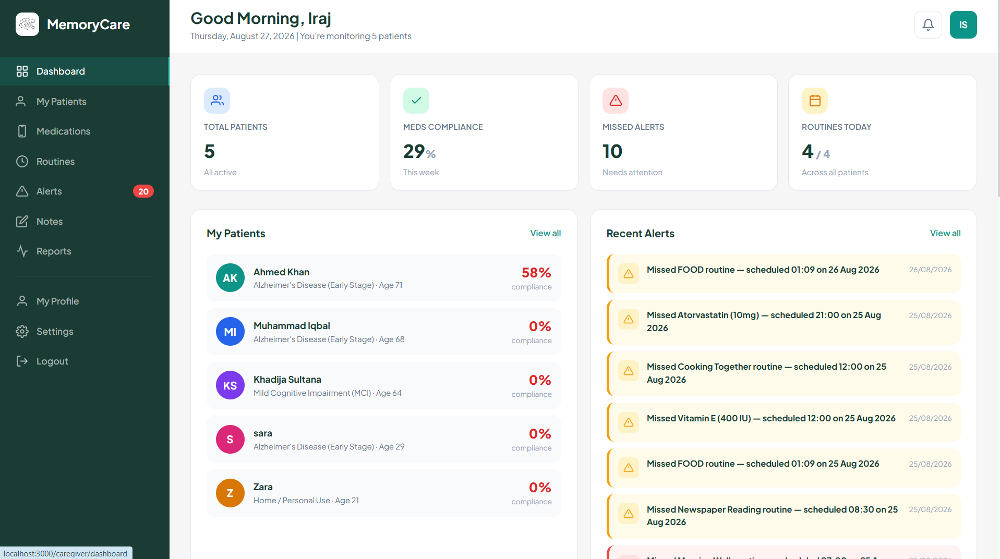 MemoryCare
Dashboard
My Patients
Medications
Routines
Alerts
20
Notes
Reports
My Profile
Settings
Logout
localhost:3000/caregiver/dashboard
Good Morning, Iraj
Thursday, August 27, 2026 | You're monitoring 5 patients
IS
TOTAL PATIENTS
5
All active
MEDS COMPLIANCE
29%
This week
MISSED ALERTS
10
Needs attention
ROUTINES TODAY
4 / 4
Across all patients
My Patients
View all
AK
Ahmed Khan
Alzheimer's Disease (Early Stage) · Age 71
58%
compliance
MI
Muhammad Iqbal
Alzheimer's Disease (Early Stage) · Age 68
0%
compliance
KS
Khadija Sultana
Mild Cognitive Impairment (MCI) · Age 64
0%
compliance
S
sara
Alzheimer's Disease (Early Stage) · Age 29
0%
compliance
Z
Zara
Home / Personal Use · Age 21
0%
compliance
Recent Alerts
View all
Missed FOOD routine — scheduled 01:09 on 26 Aug 2026
26/08/2026
Missed Atorvastatin (10mg) — scheduled 21:00 on 25 Aug
2026
25/08/2026
Missed Cooking Together routine — scheduled 12:00 on 25
Aug 2026
25/08/2026
Missed Vitamin E (400 IU) — scheduled 12:00 on 25 Aug 2026
25/08/2026
Missed FOOD routine — scheduled 01:09 on 25 Aug 2026
25/08/2026
Missed Newspaper Reading routine — scheduled 08:30 on 25
Aug 2026
25/08/2026